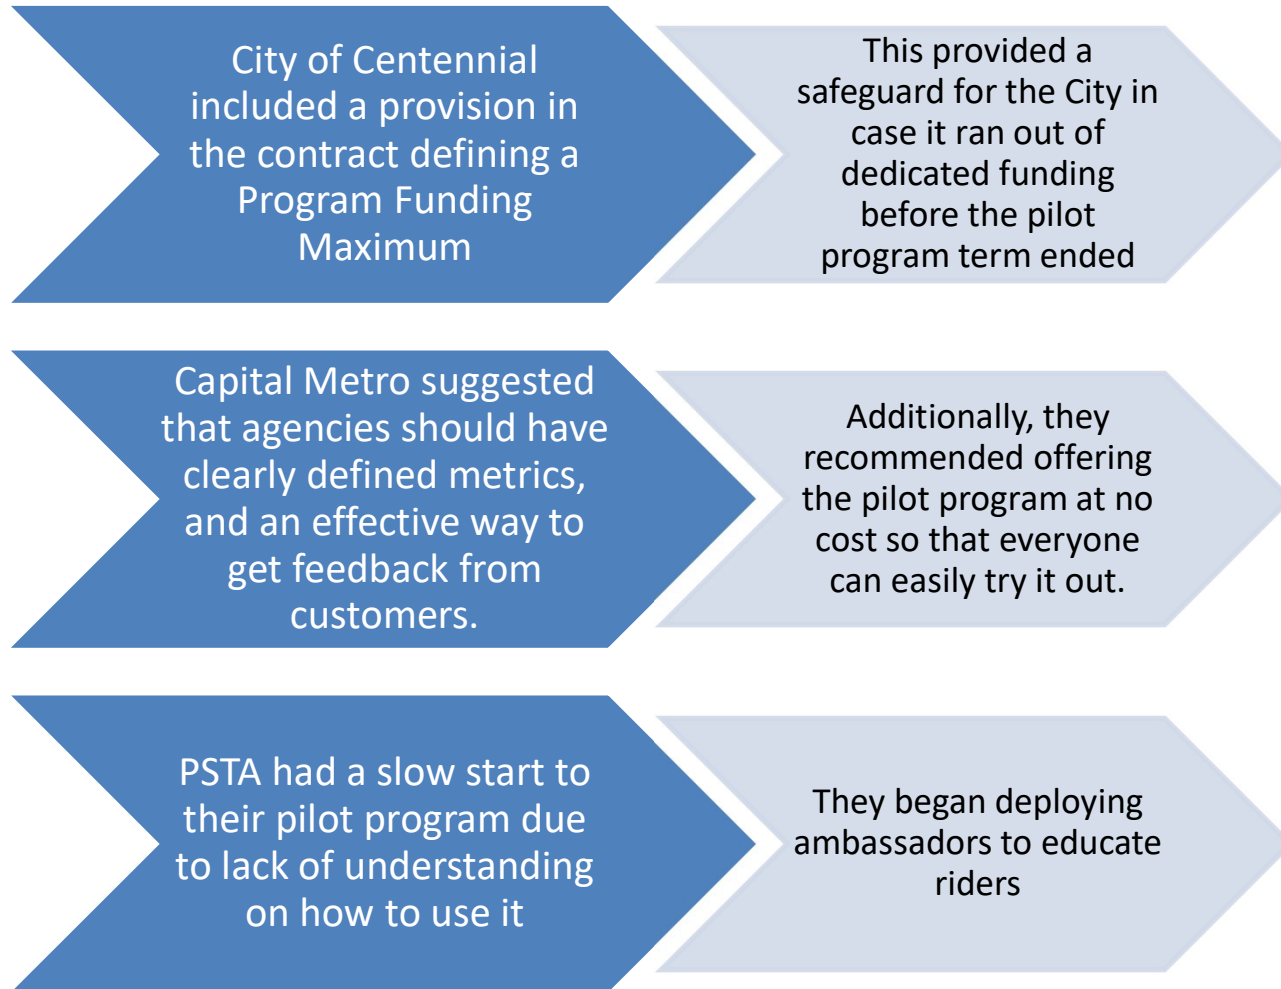 City of Centennial
included a provision in
the contract defining a
Program Funding
Maximum
This provided a
safeguard for the City in
case it ran out of
dedicated funding
before the pilot
program term ended
Capital Metro suggested
that agencies should have
clearly defined metrics,
and an effective way to
get feedback from
customers.
Additionally, they
recommended offering
the pilot program at no
cost so that everyone
can easily try it out.
PSTA had a slow start to
their pilot program due
to lack of understanding
on how to use it
They began deploying
ambassadors to educate
riders